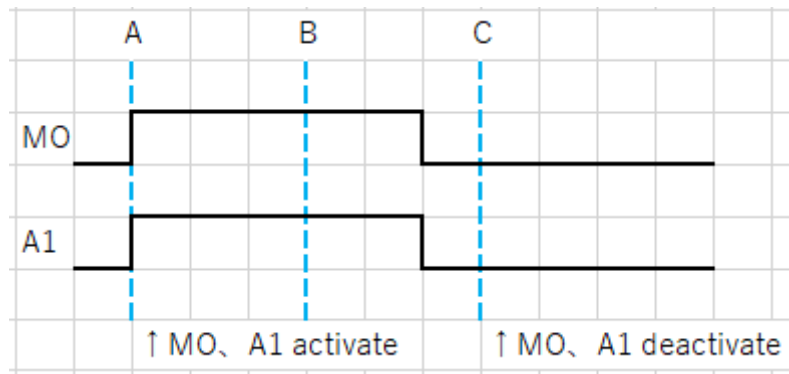 A B C
MO
A1
↑MO、A1 activate ↑MO、A1 deactivate